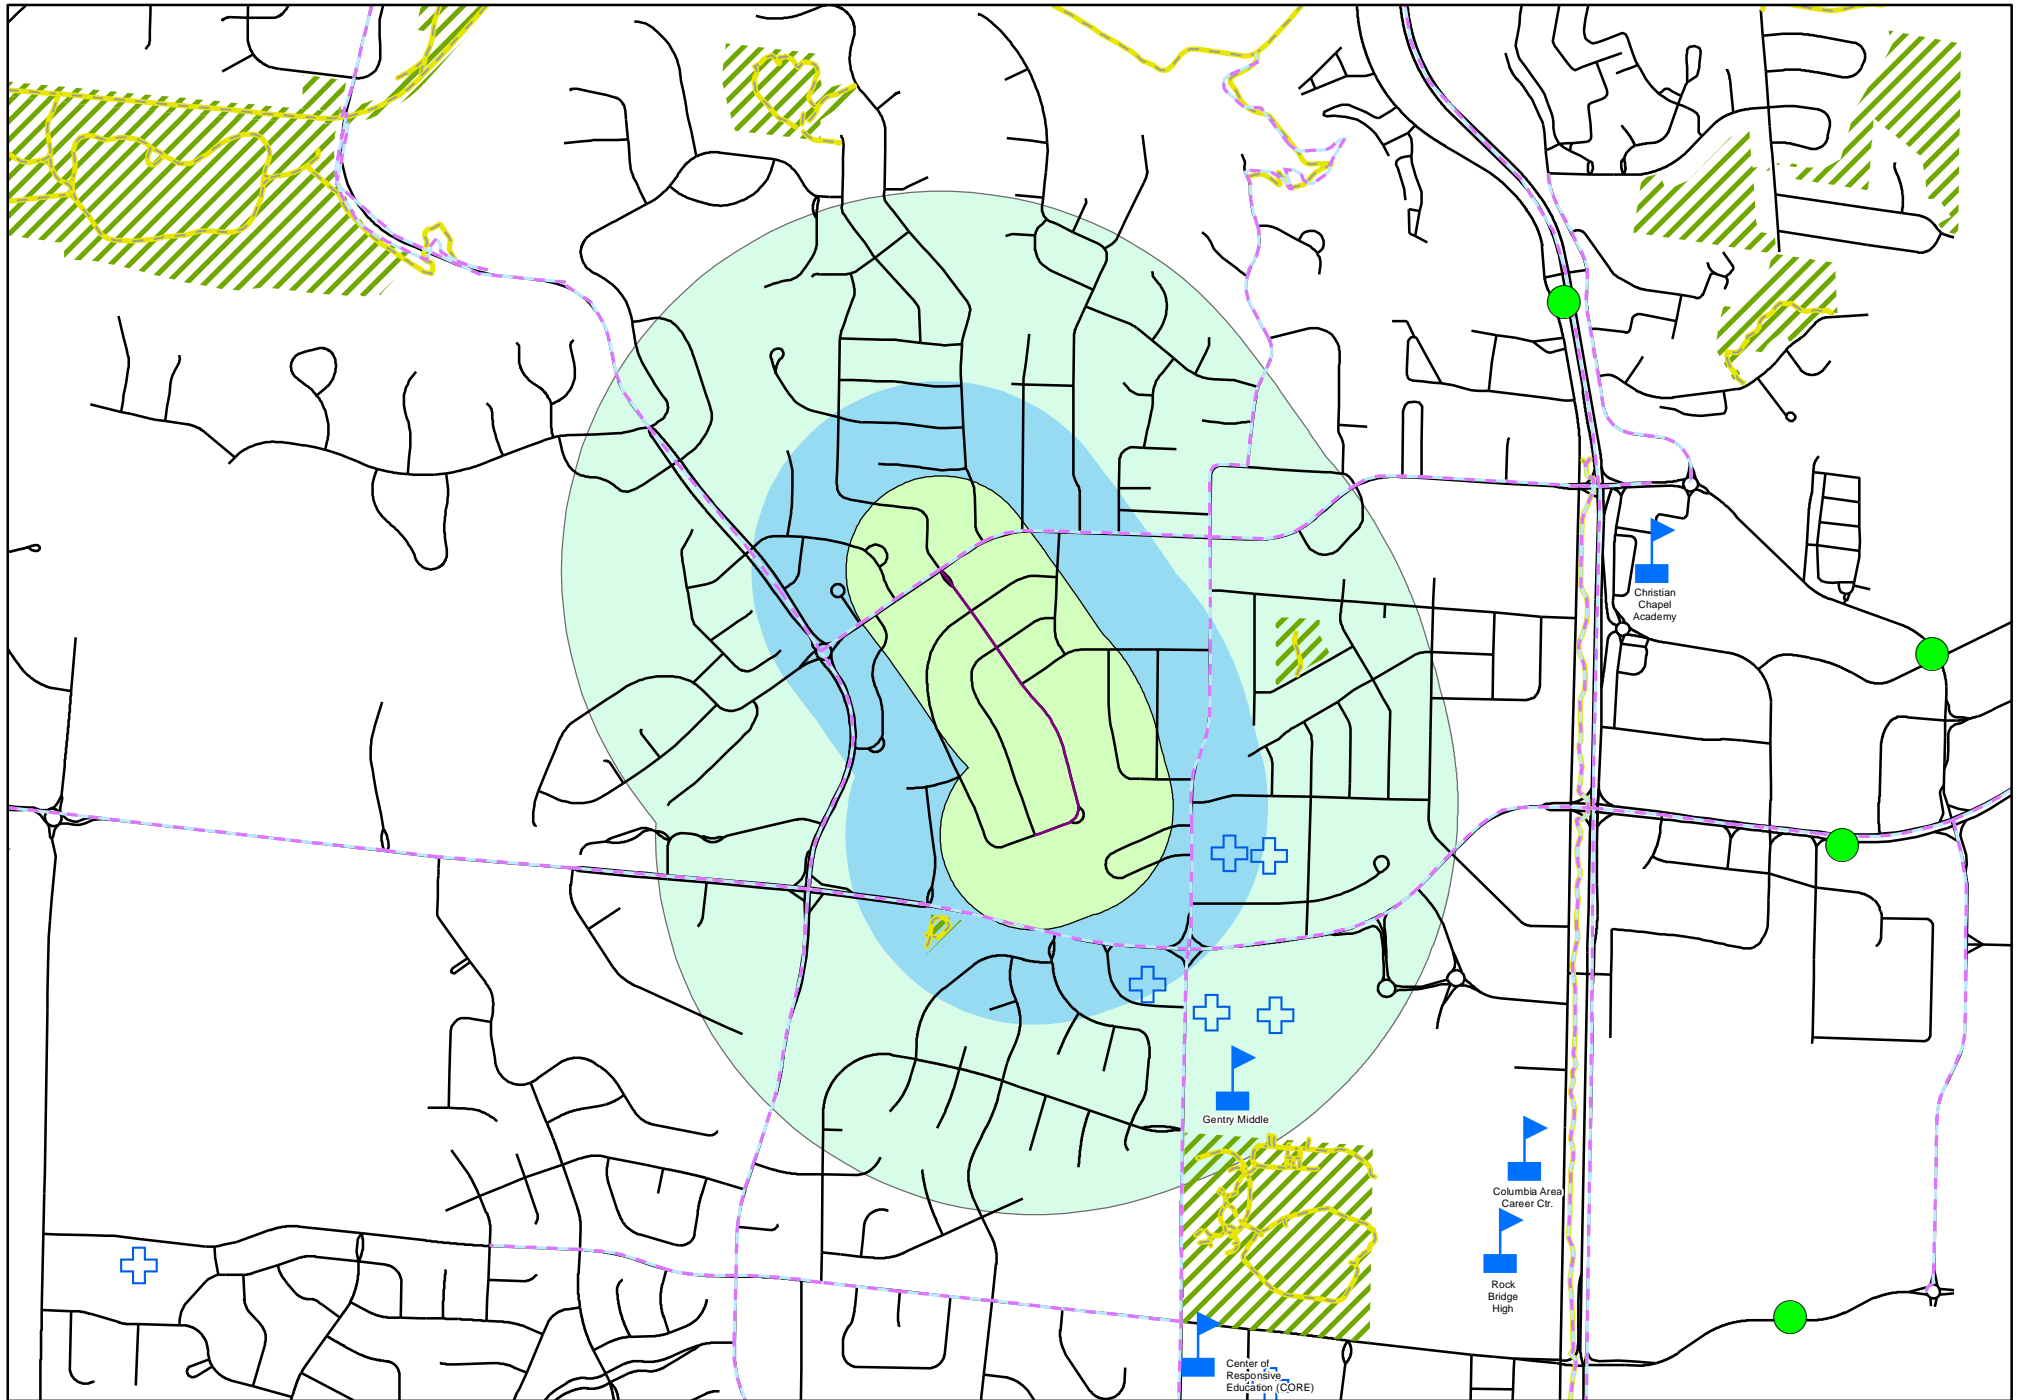 Christian
Chapel
Academy
Gentry Middle
Columbia Area
Career Ctr.
Rock
Bridge
High
Center of
Responsive
Education (CORE)